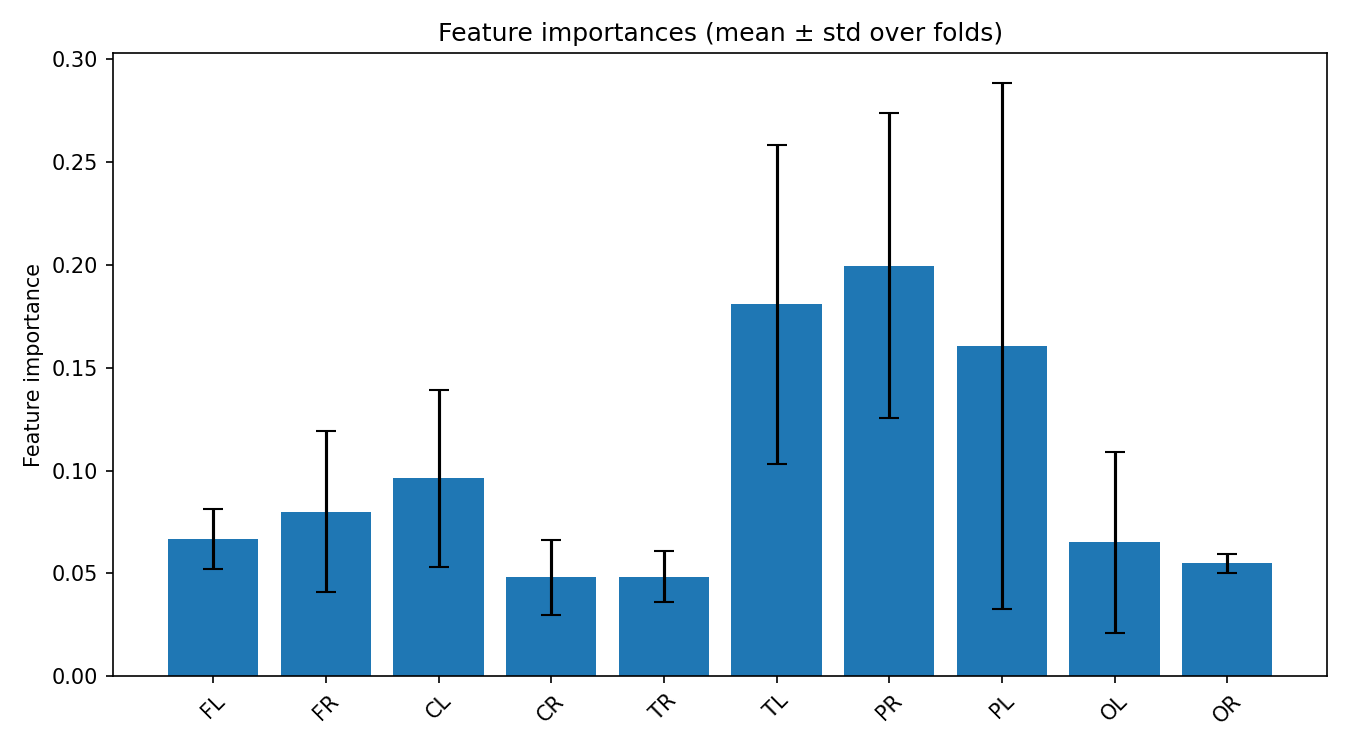 Feature importances (mean ± std over folds)
Feature importance
0.30
0.25
0.20
0.15
0.10
0.05
0.00
FL FR CL CR TR TL PR PL OL OR